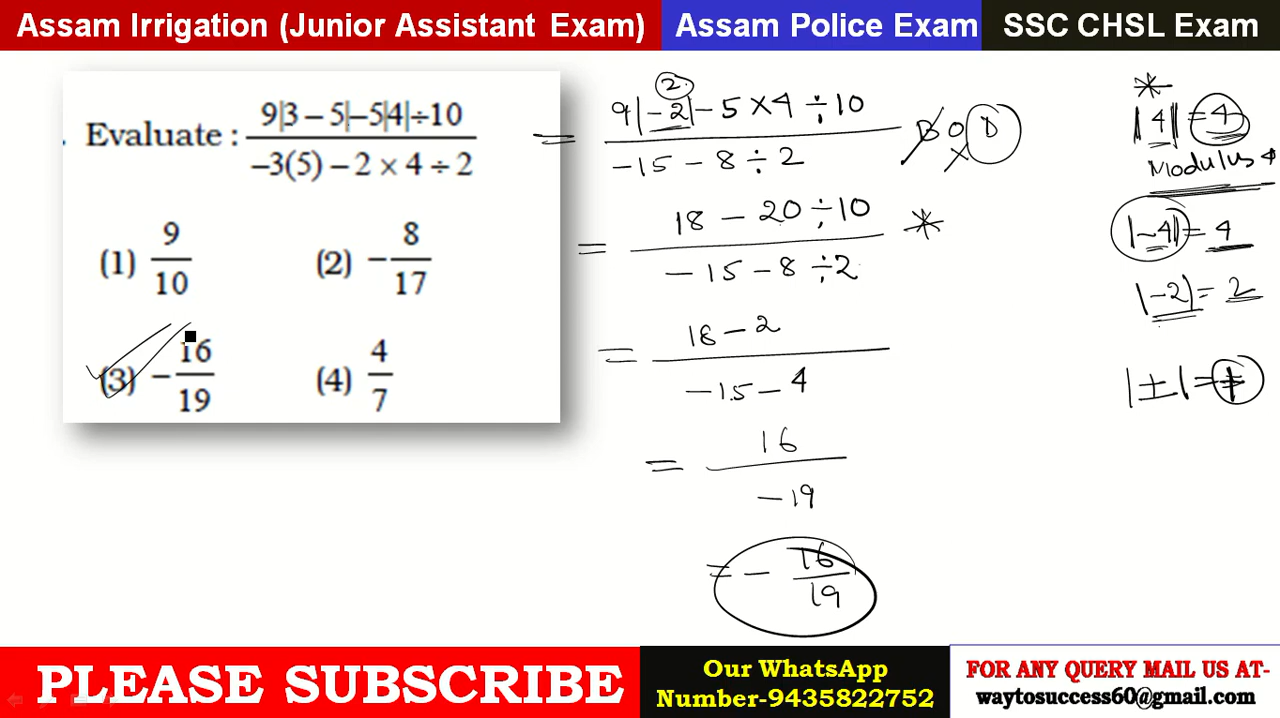 Assam Irrigation (Junior Assistant Exam) Assam Police Exam SSC CHSL Exam
Evaluate : 9|3 – 5|–5|4|÷10 / –3(5) – 2 × 4 ÷ 2
(1) 9/10 (2) –8/17
(3) –16/19 (4) 4/7
2
= 9|-2| - 5 × 4 ÷ 10 / -15 - 8 ÷ 2
B O D
= 18 - 20 ÷ 10 / -15 - 8 ÷ 2 *
= 18 - 2 / -15 - 4
= 16 / -19
= - 16/19
*
|4| = 4
Modulus
|-4| = 4
|-2| = 2
|±| = +
PLEASE SUBSCRIBE
Our WhatsApp
Number-9435822752
FOR ANY QUERY MAIL US AT-
waytosuccess60@gmail.com